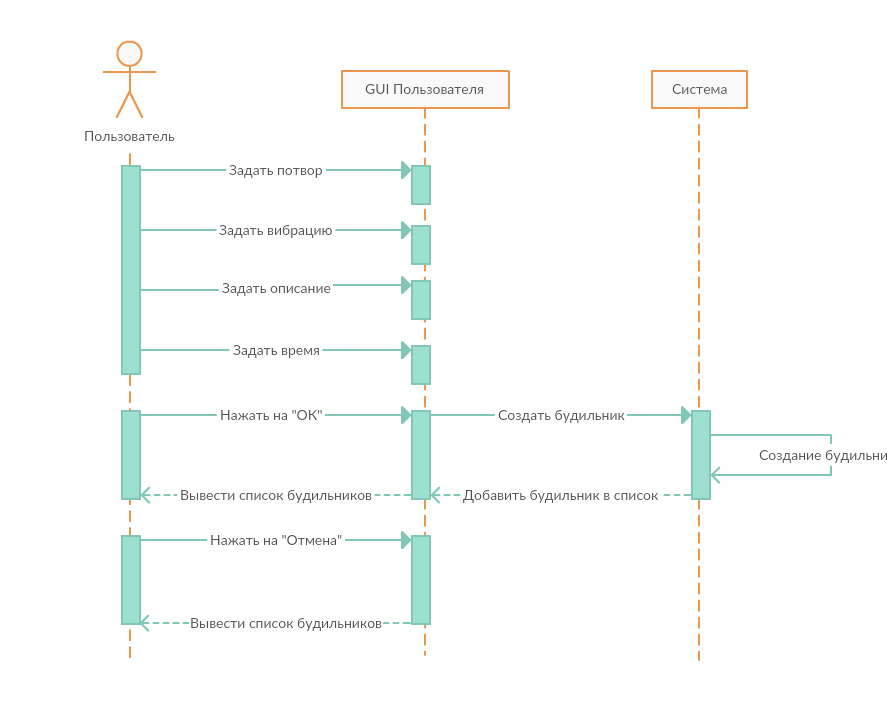 GUI Пользователя
Система
Пользователь
Задать потвор
Задать вибрацию
Задать описание
Задать время
Нажать на "ОК"
Создать будильник
Создание будильни
Вывести список будильников
Добавить будильник в список
Нажать на "Отмена"
Вывести список будильников